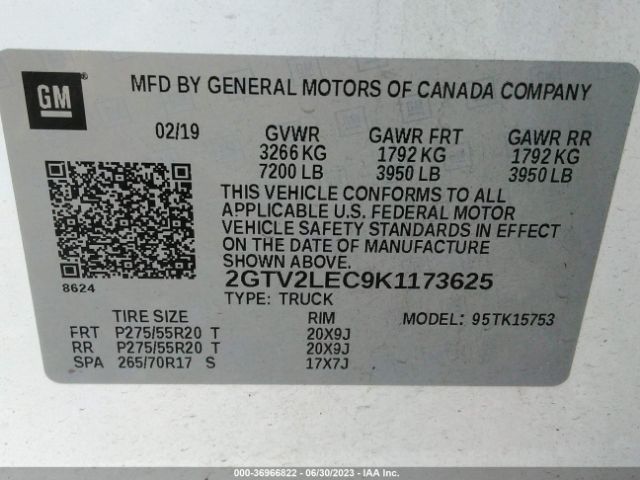 GM
MFD BY GENERAL MOTORS OF CANADA COMPANY
02/19 GVWR GAWR FRT GAWR RR
3266 KG 1792 KG 1792 KG
7200 LB 3950 LB 3950 LB
THIS VEHICLE CONFORMS TO ALL
APPLICABLE U.S. FEDERAL MOTOR
VEHICLE SAFETY STANDARDS IN EFFECT
ON THE DATE OF MANUFACTURE
SHOWN ABOVE.
8624 2GTV2LEC9K1173625
TYPE: TRUCK
TIRE SIZE RIM MODEL: 95TK15753
FRT P275/55R20 T 20X9J
RR P275/55R20 T 20X9J
SPA 265/70R17 S 17X7J
000-36966822 - 06/30/2023 - IAA Inc.